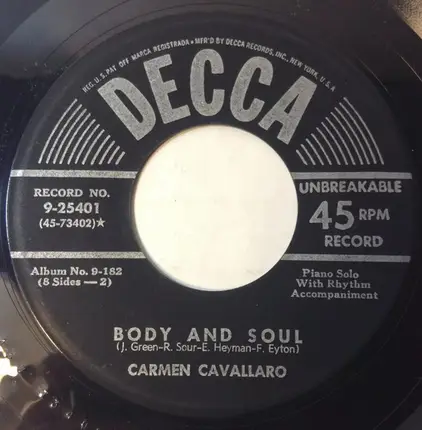 REG. U.S. PAT. OFF. MARCA REGISTRADA • MF'D BY DECCA RECORDS, INC., NEW YORK, U.S.A.
DECCA
RECORD NO.
9-25401
(45-73402)★
UNBREAKABLE
45 RPM
RECORD
Album No. 9-182
(8 Sides — 2)
Piano Solo
With Rhythm
Accompaniment
BODY AND SOUL
(J. Green-R. Sour-E. Heyman-F. Eyton)
CARMEN CAVALLARO